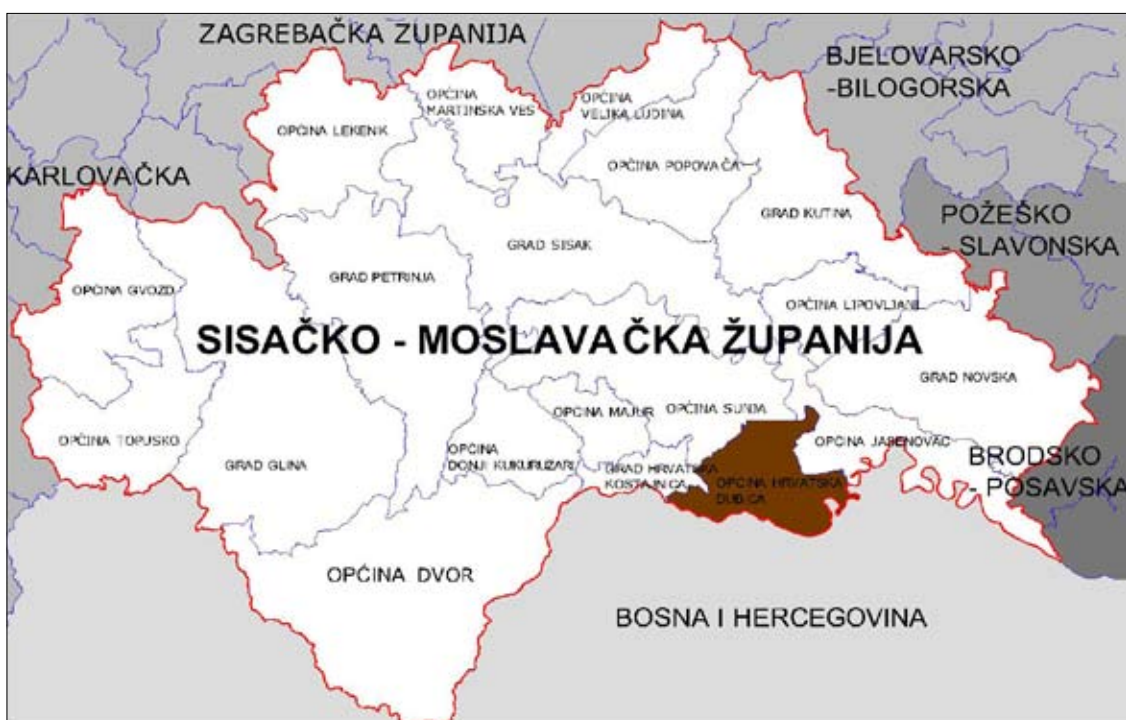 ZAGREBAČKA ŽUPANIJA
BJELOVARSKO
-BILOGORSKA
OPĆINA
MARTINSKA VES
OPĆINA
VELIKA LUDINA
OPĆINA LEKENIK
OPĆINA POPOVAČA
KARLOVAČKA
GRAD KUTINA
POŽEŠKO
- SLAVONSKA
GRAD SISAK
GRAD PETRINJA
OPĆINA GVOZD
OPĆINA LIPOVLJANI
SISAČKO - MOSLAVAČKA ŽUPANIJA
GRAD NOVSKA
OPĆINA MAJUR
OPĆINA SUNJA
OPĆINA TOPUSKO
OPĆINA JASENOVAC
OPĆINA
DONJI KUKURUZARI
GRAD GLINA
BRODSKO
- POSAVSKA
GRAD HRVATSKA
KOSTAJNICA
OPĆINA HRVATSKA
DUBICA
OPĆINA DVOR
BOSNA I HERCEGOVINA